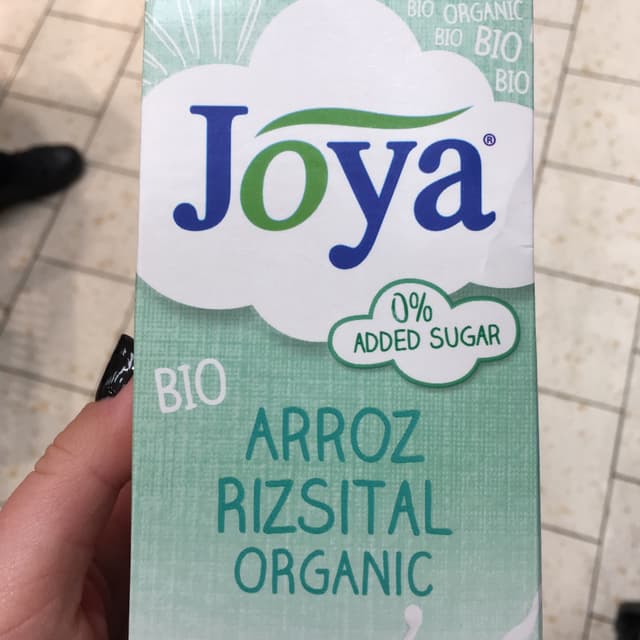 BIO ORGANIC
BIO BIO
BIO
Joya®
0%
ADDED SUGAR
BIO
ARROZ
RIZSITAL
ORGANIC